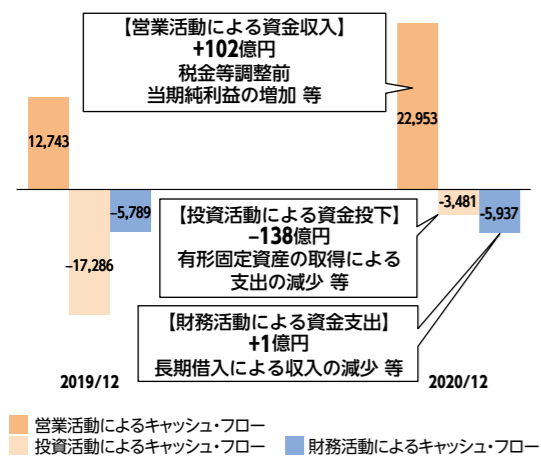 【営業活動による資金収入】
+102億円
税金等調整前
当期純利益の増加 等
12,743
22,953
–5,789
–17,286
-3,481
-5,937
【投資活動による資金投下】
–138億円
有形固定資産の取得による
支出の減少 等
【財務活動による資金支出】
+1億円
長期借入による収入の減少 等
2019/12
2020/12
営業活動によるキャッシュ・フロー
投資活動によるキャッシュ・フロー
財務活動によるキャッシュ・フロー